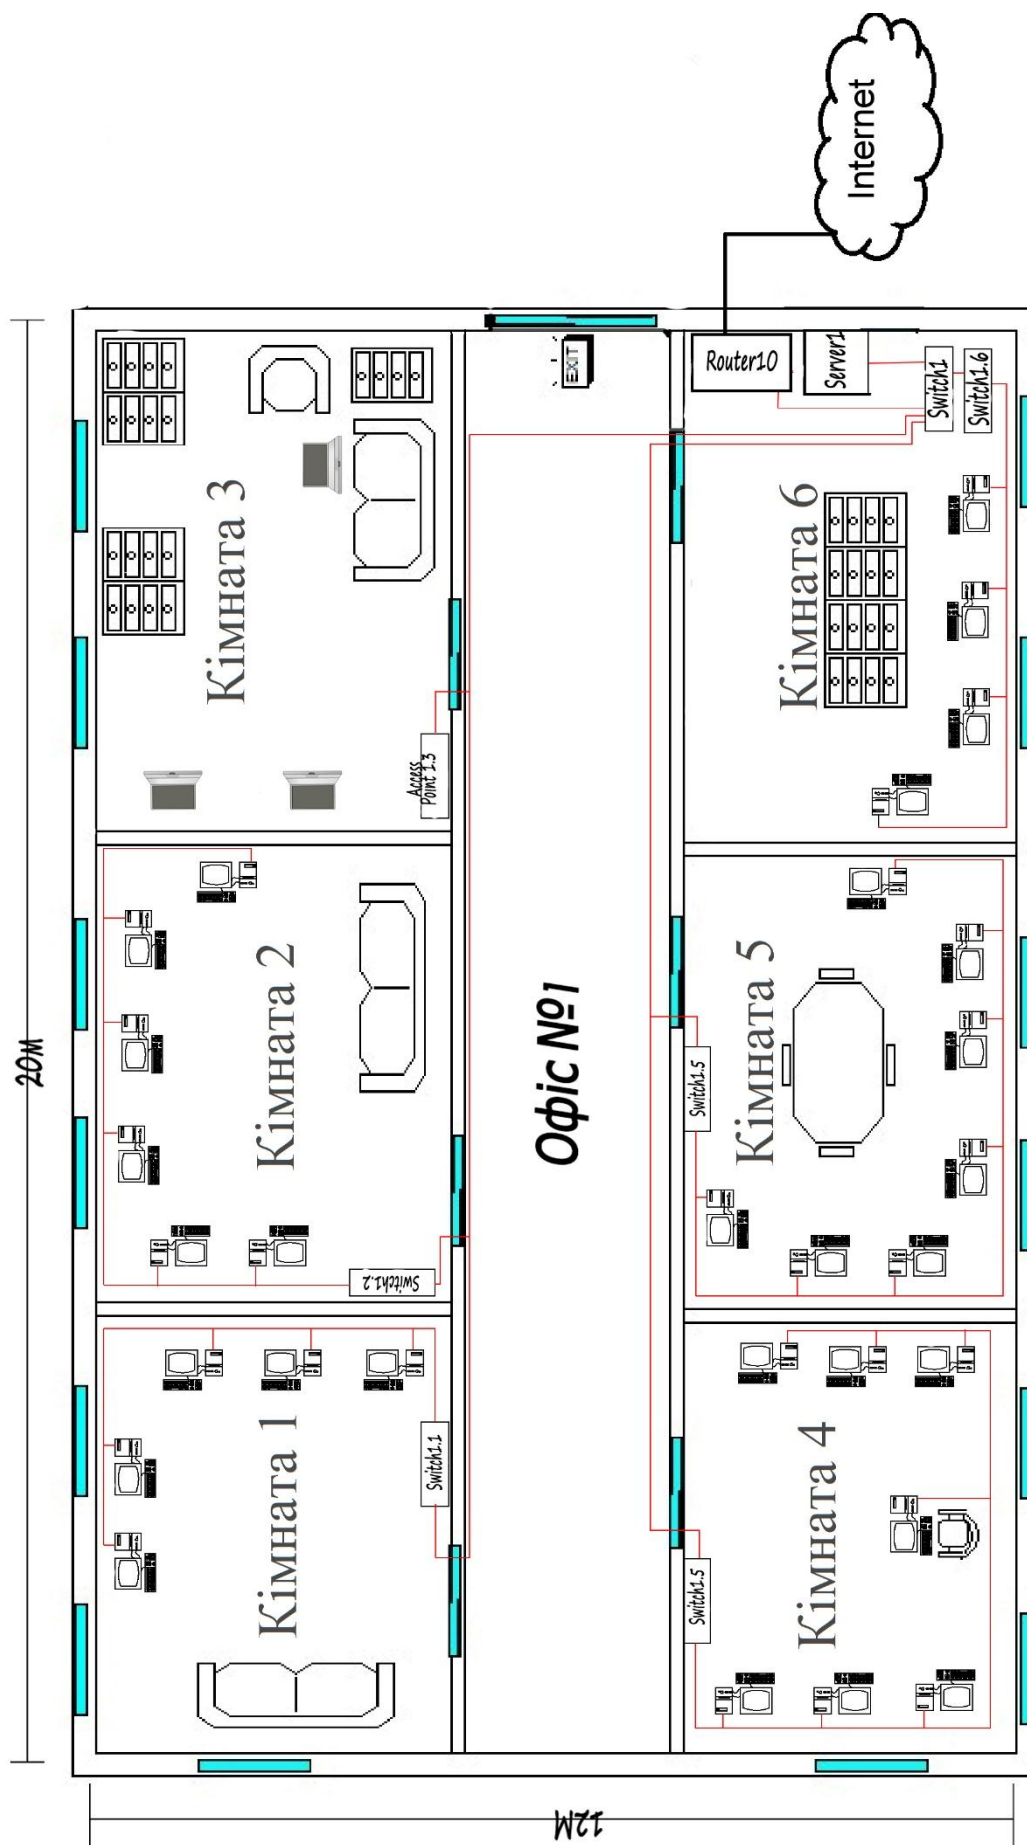 Internet
EXIT
Router10
Server1
Switch1
Switch1.6
Кімната 3
Кімната 6
Access
Point 1.3
20м
Кімната 2
Офіс №1
Кімната 5
Switch1.5
Switch1.2
Кімната 1
Switch1.1
Кімната 4
Switch1.5
12м